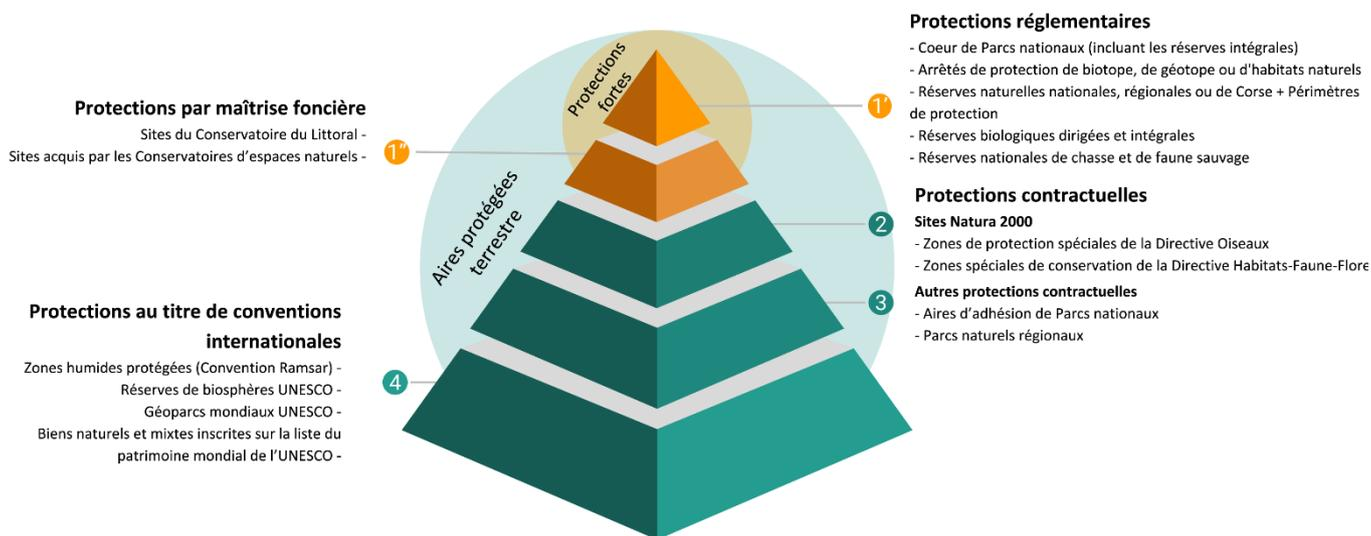 Protections réglementaires
- Coeur de Parcs nationaux (incluant les réserves intégrales)
- Arrêtés de protection de biotope, de géotope ou d'habitats naturels
- Réserves naturelles nationales, régionales ou de Corse + Périmètres
de protection
- Réserves biologiques dirigées et intégrales
- Réserves nationales de chasse et de faune sauvage
1’
Protections
fortes
Protections par maîtrise foncière
Sites du Conservatoire du Littoral -
Sites acquis par les Conservatoires d’espaces naturels -
1”
Aires protégées
terrestre
Protections contractuelles
Sites Natura 2000
- Zones de protection spéciales de la Directive Oiseaux
- Zones spéciales de conservation de la Directive Habitats-Faune-Flore
2
Autres protections contractuelles
- Aires d’adhésion de Parcs nationaux
- Parcs naturels régionaux
3
Protections au titre de conventions
internationales
Zones humides protégées (Convention Ramsar) -
Réserves de biosphères UNESCO -
Géoparcs mondiaux UNESCO -
Biens naturels et mixtes inscrites sur la liste du
patrimoine mondial de l’UNESCO -
4